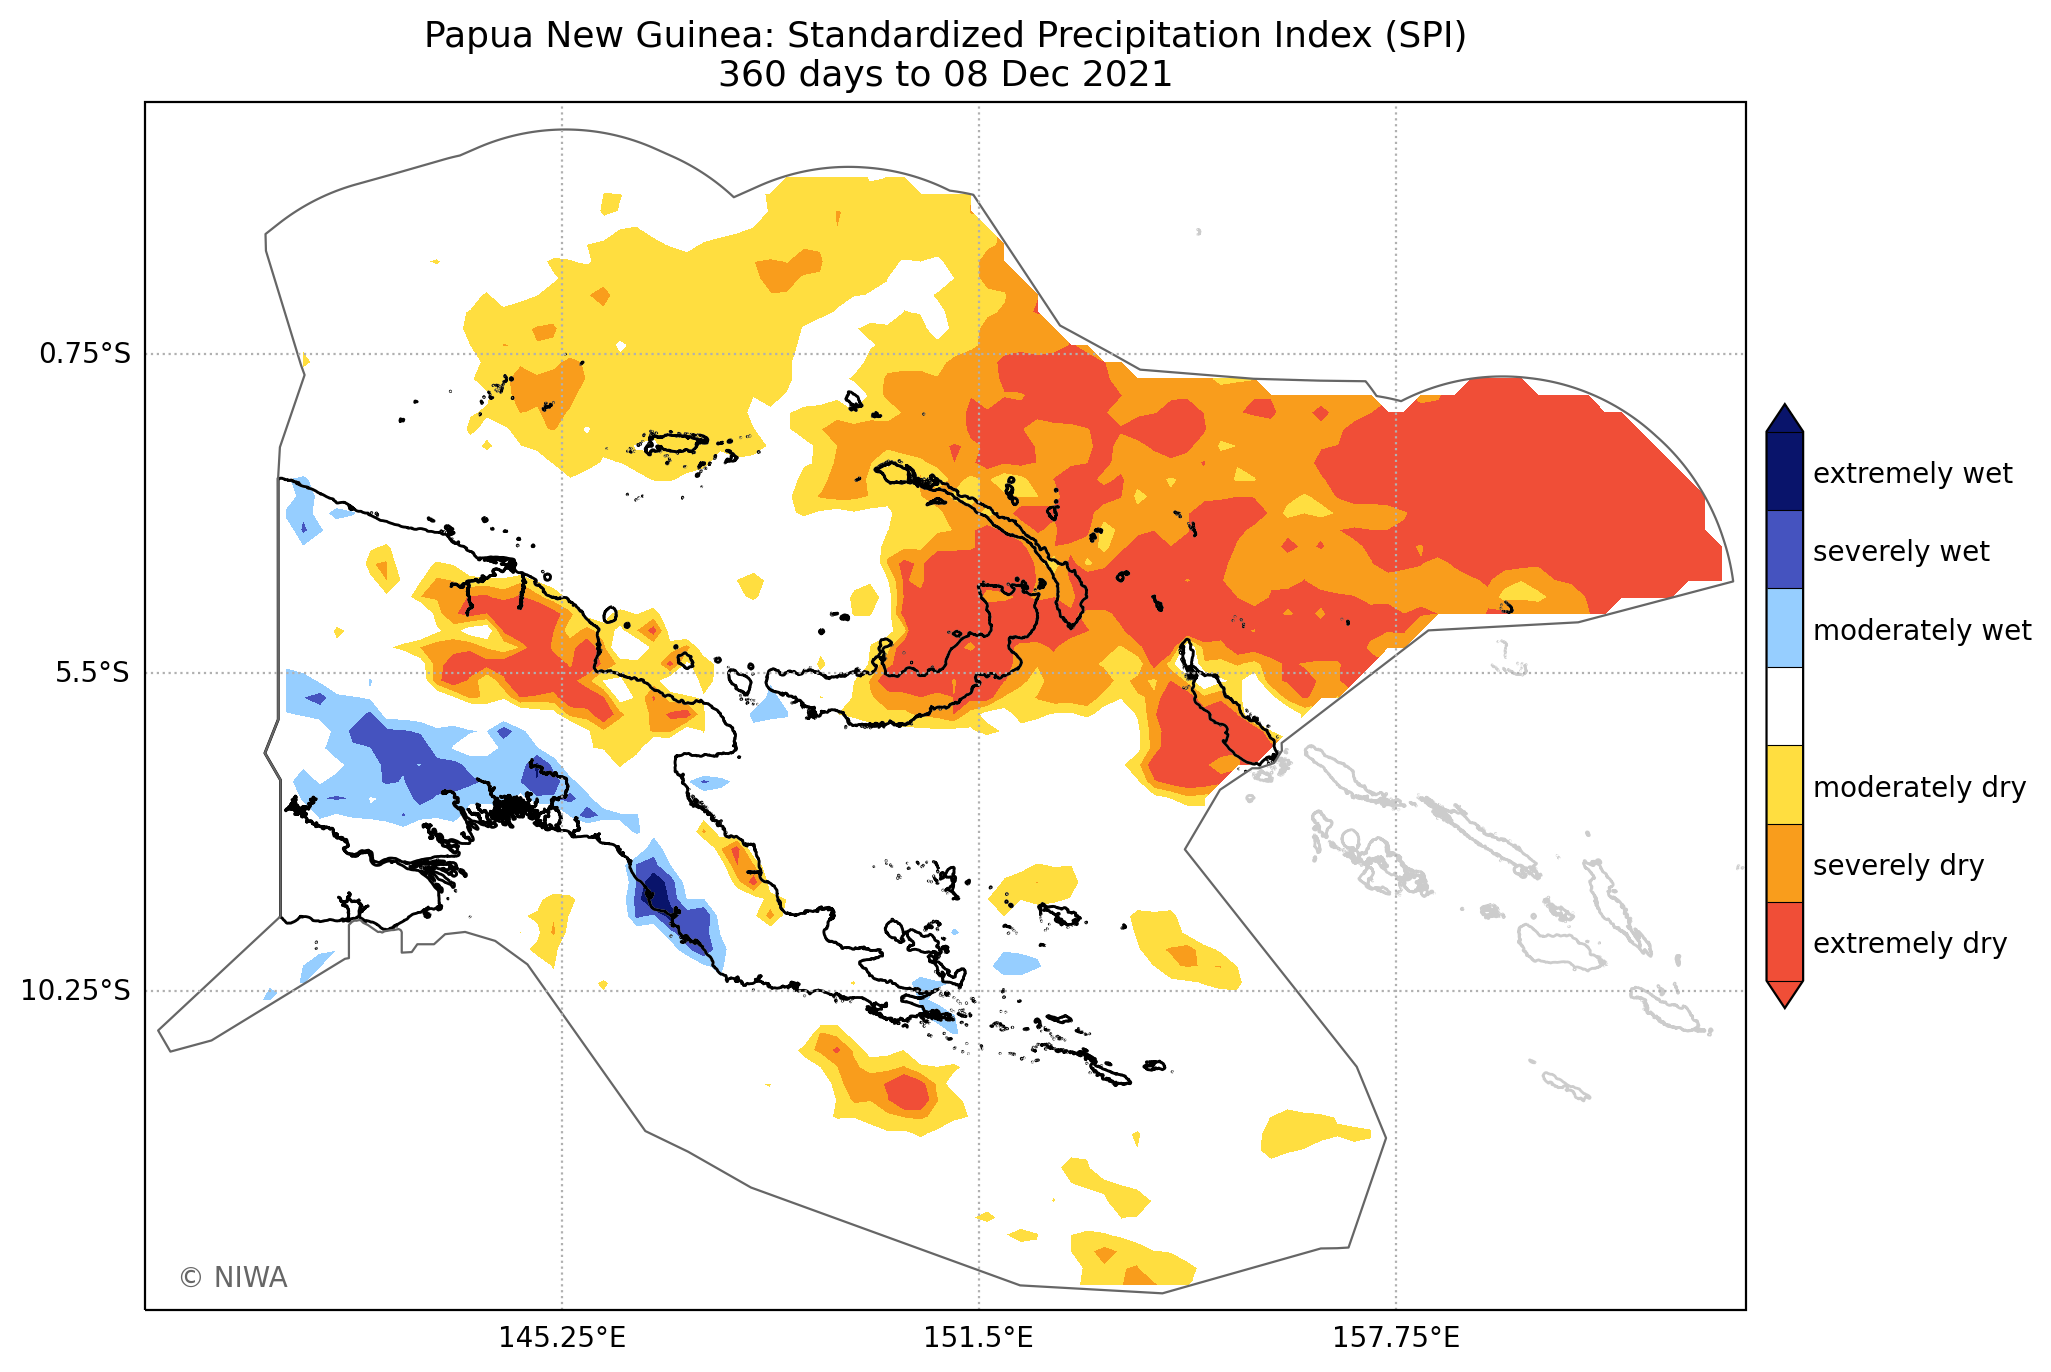 Papua New Guinea: Standardized Precipitation Index (SPI)
360 days to 08 Dec 2021
0.75°S
5.5°S
10.25°S
145.25°E
151.5°E
157.75°E
extremely wet
severely wet
moderately wet
moderately dry
severely dry
extremely dry
© NIWA